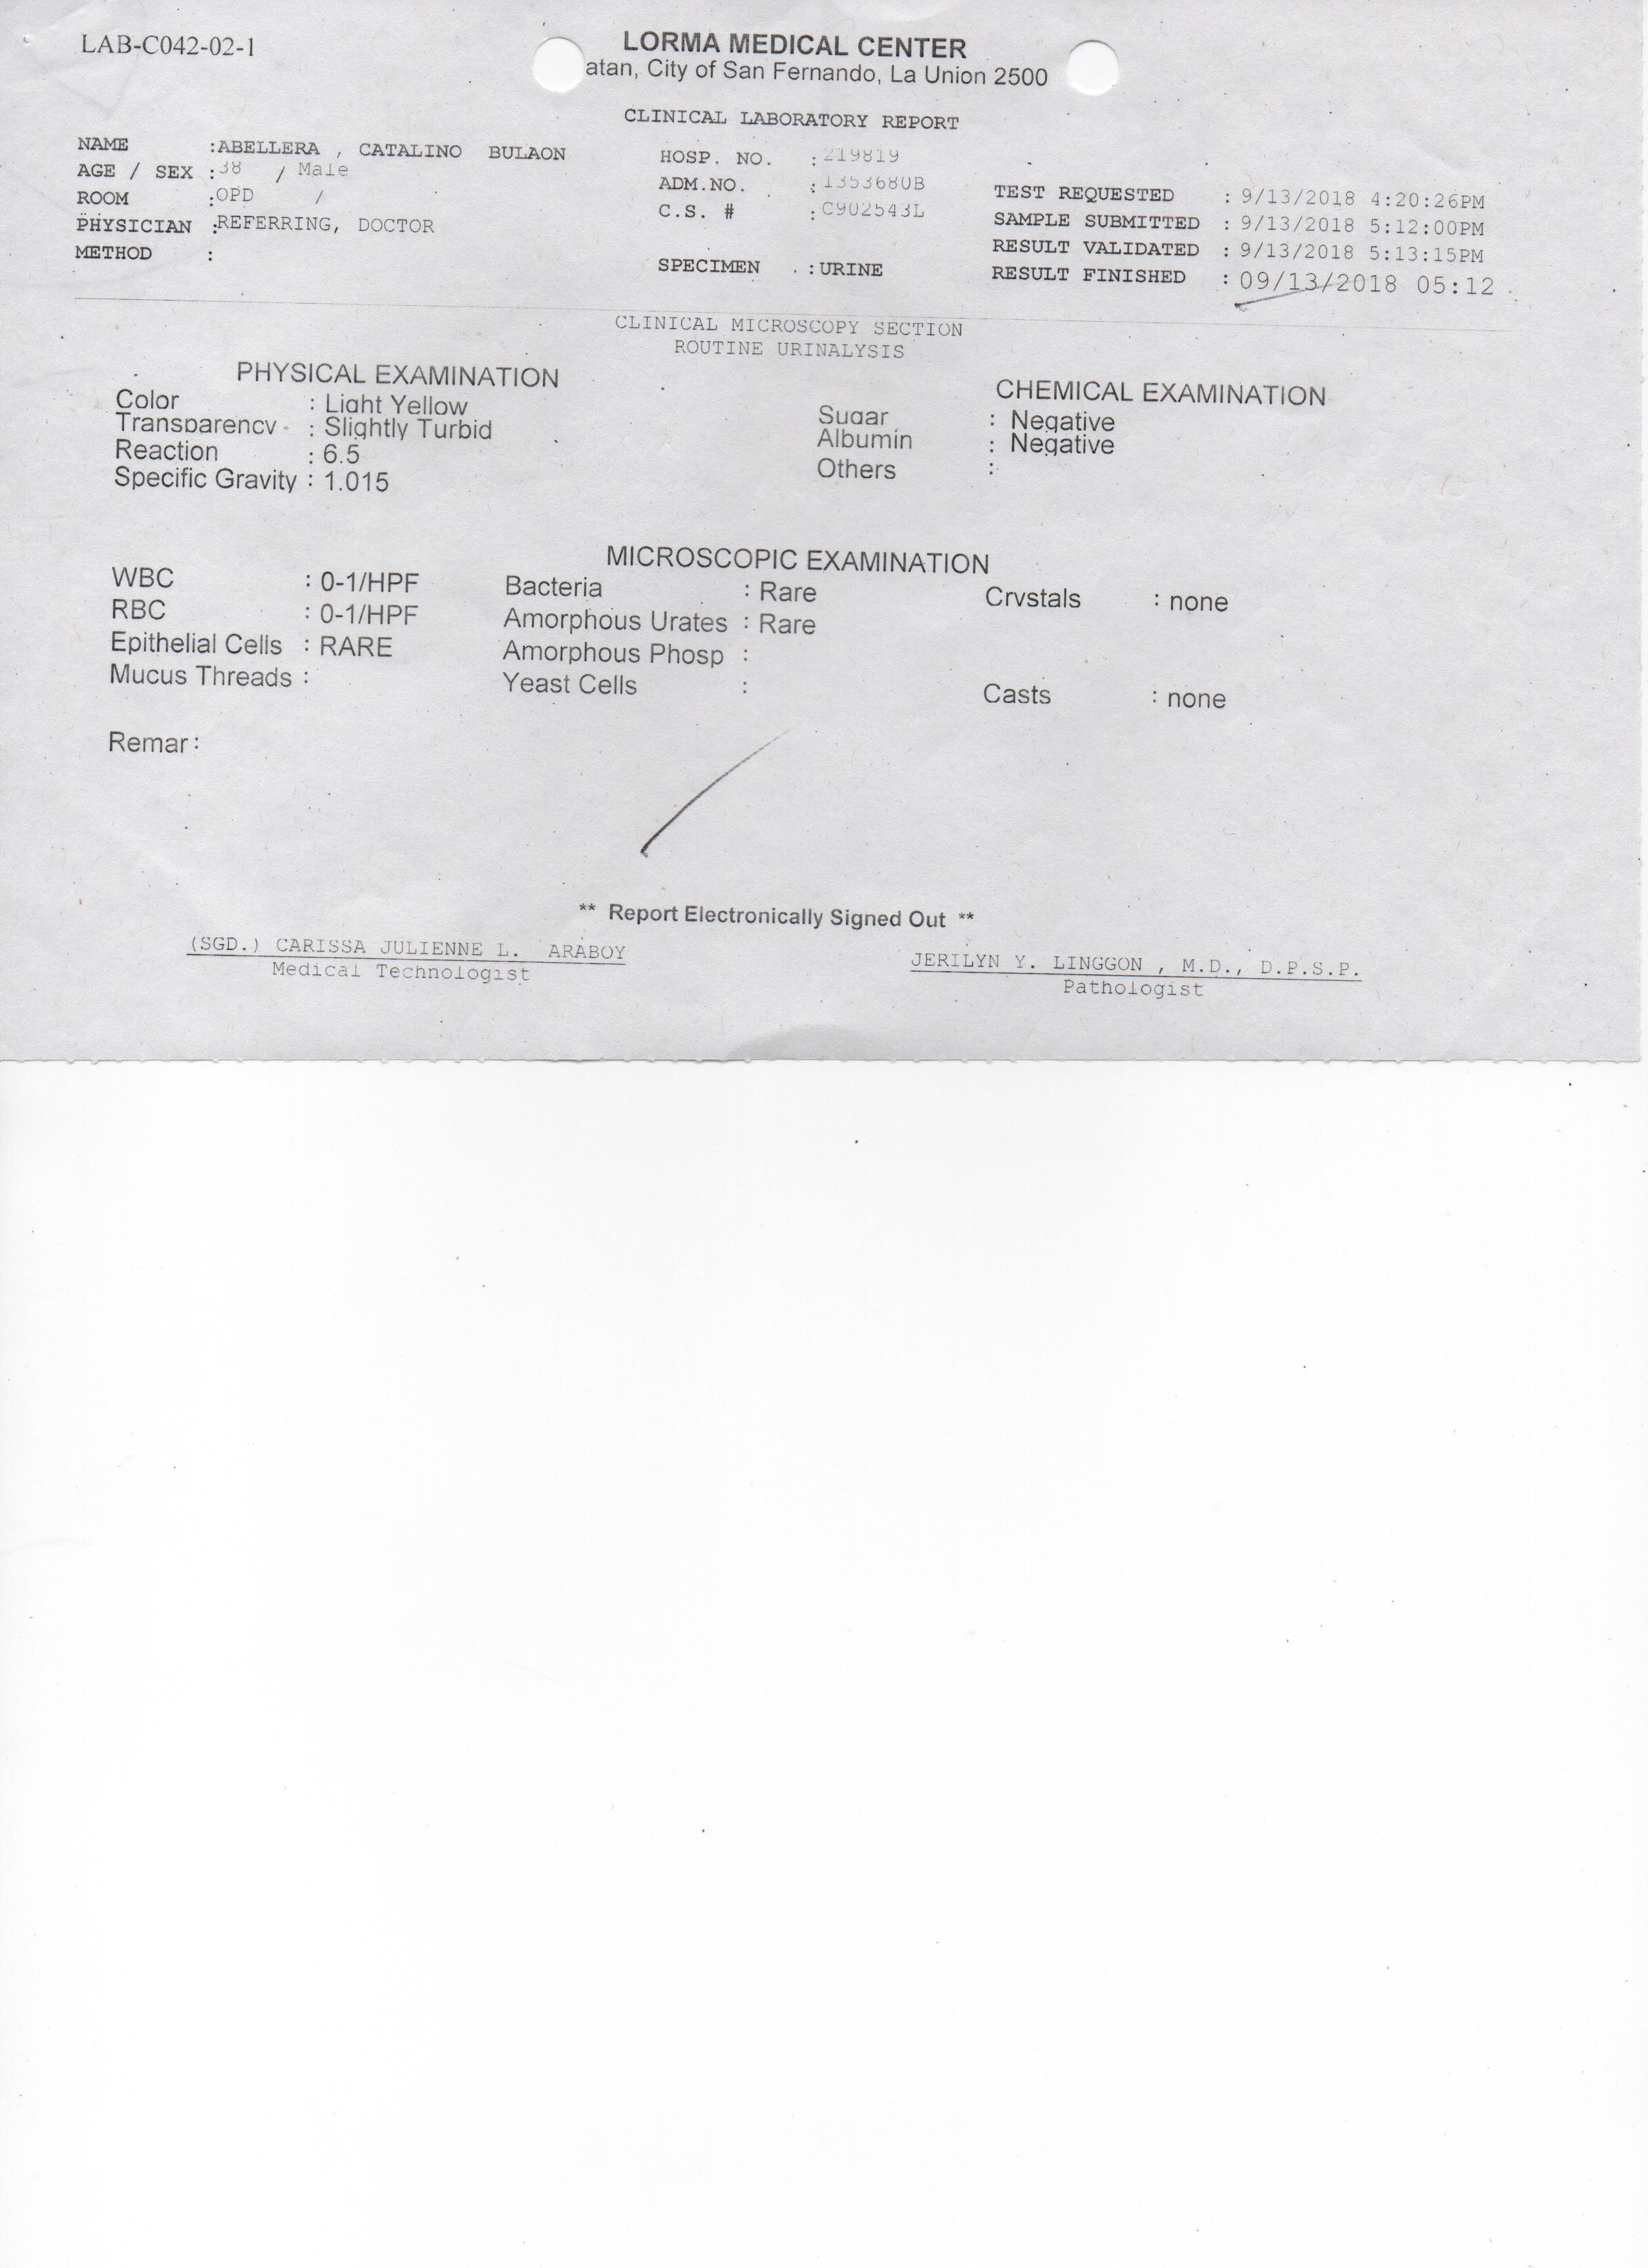 LAB-C042-02-1
LORMA MEDICAL CENTER
atan, City of San Fernando, La Union 2500
CLINICAL LABORATORY REPORT
NAME :ABELLERA , CATALINO BULAON
AGE / SEX :38 / Male
ROOM :OPD /
PHYSICIAN :REFERRING, DOCTOR
METHOD :
HOSP. NO. :219819
ADM.NO. :1353680B
C.S. # :C902543L
SPECIMEN :URINE
TEST REQUESTED : 9/13/2018 4:20:26PM
SAMPLE SUBMITTED : 9/13/2018 5:12:00PM
RESULT VALIDATED : 9/13/2018 5:13:15PM
RESULT FINISHED : 09/13/2018 05:12
CLINICAL MICROSCOPY SECTION
ROUTINE URINALYSIS
PHYSICAL EXAMINATION
Color : Light Yellow
Transparency : Slightly Turbid
Reaction : 6.5
Specific Gravity : 1.015
CHEMICAL EXAMINATION
Sugar : Negative
Albumin : Negative
Others :
MICROSCOPIC EXAMINATION
WBC : 0-1/HPF
RBC : 0-1/HPF
Epithelial Cells : RARE
Mucus Threads :
Bacteria : Rare
Amorphous Urates : Rare
Amorphous Phosp :
Yeast Cells :
Crystals : none
Casts : none
Remar :
** Report Electronically Signed Out **
(SGD.) CARISSA JULIENNE L. ARABOY
Medical Technologist
JERILYN Y. LINGGON , M.D., D.P.S.P.
Pathologist